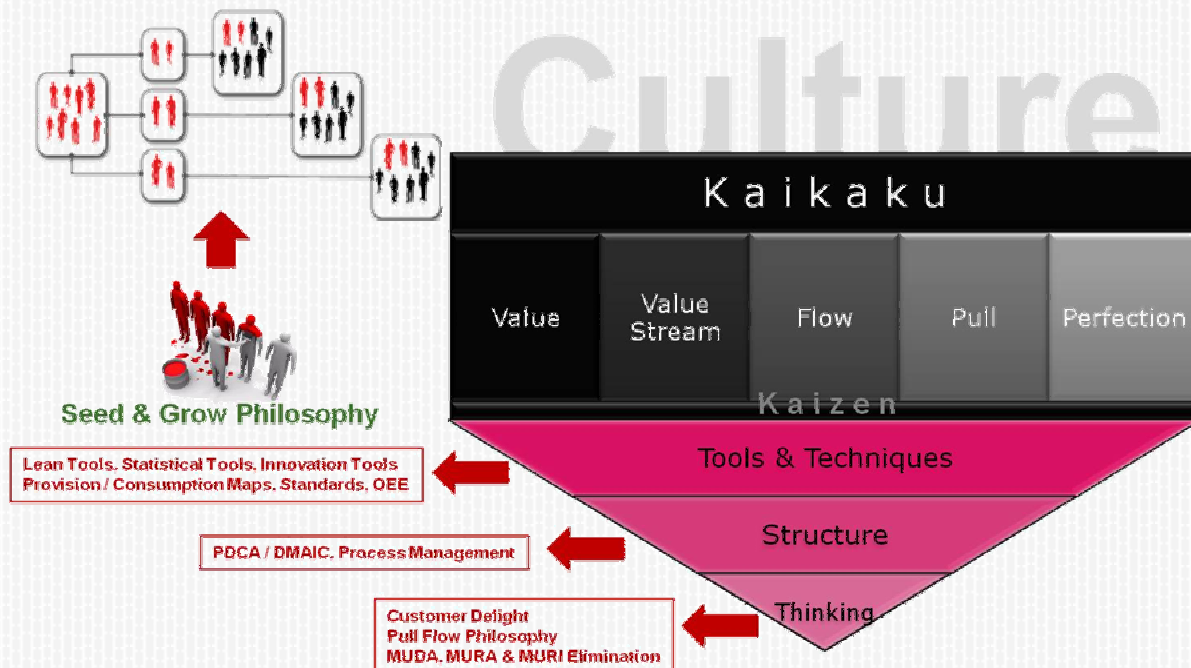 Culture
Kaikaku
Value
Value
Stream
Flow
Pull
Perfection
Kaizen
Seed & Grow Philosophy
Tools & Techniques
Lean Tools, Statistical Tools, Innovation Tools
Provision / Consumption Maps, Standards, OEE
Structure
PDCA / DMAIC, Process Management
Thinking
Customer Delight
Pull Flow Philosophy
MUDA, MURA & MURI Elimination